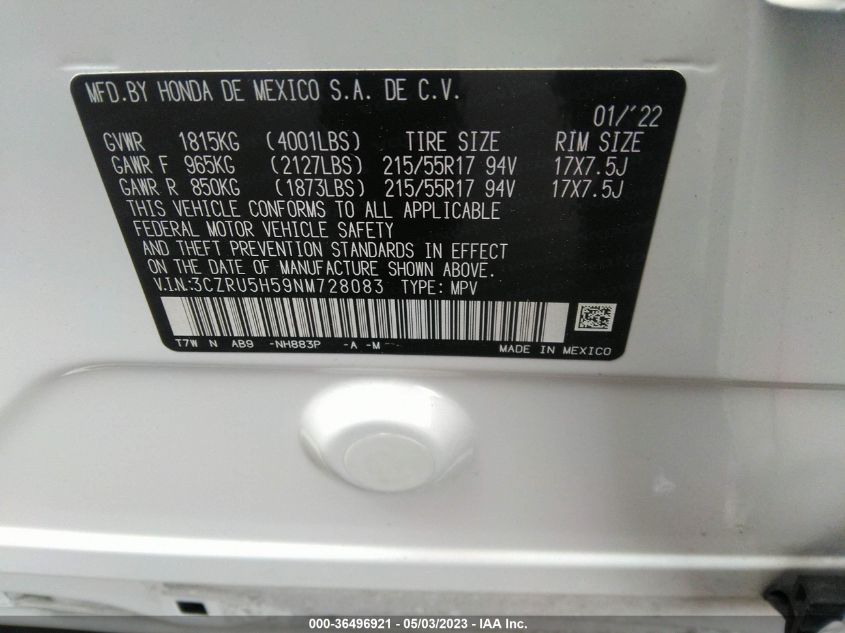 MFD.BY HONDA DE MEXICO S.A. DE C.V.
01/'22
GVWR 1815KG (4001LBS) TIRE SIZE RIM SIZE
GAWR F 965KG (2127LBS) 215/55R17 94V 17X7.5J
GAWR R 850KG (1873LBS) 215/55R17 94V 17X7.5J
THIS VEHICLE CONFORMS TO ALL APPLICABLE
FEDERAL MOTOR VEHICLE SAFETY
AND THEFT PREVENTION STANDARDS IN EFFECT
ON THE DATE OF MANUFACTURE SHOWN ABOVE.
V.I.N.:3CZRU5H59NM728083 TYPE: MPV
T7W N AB9 -NH883P -A -M
MADE IN MEXICO
000-36496921 - 05/03/2023 - IAA Inc.